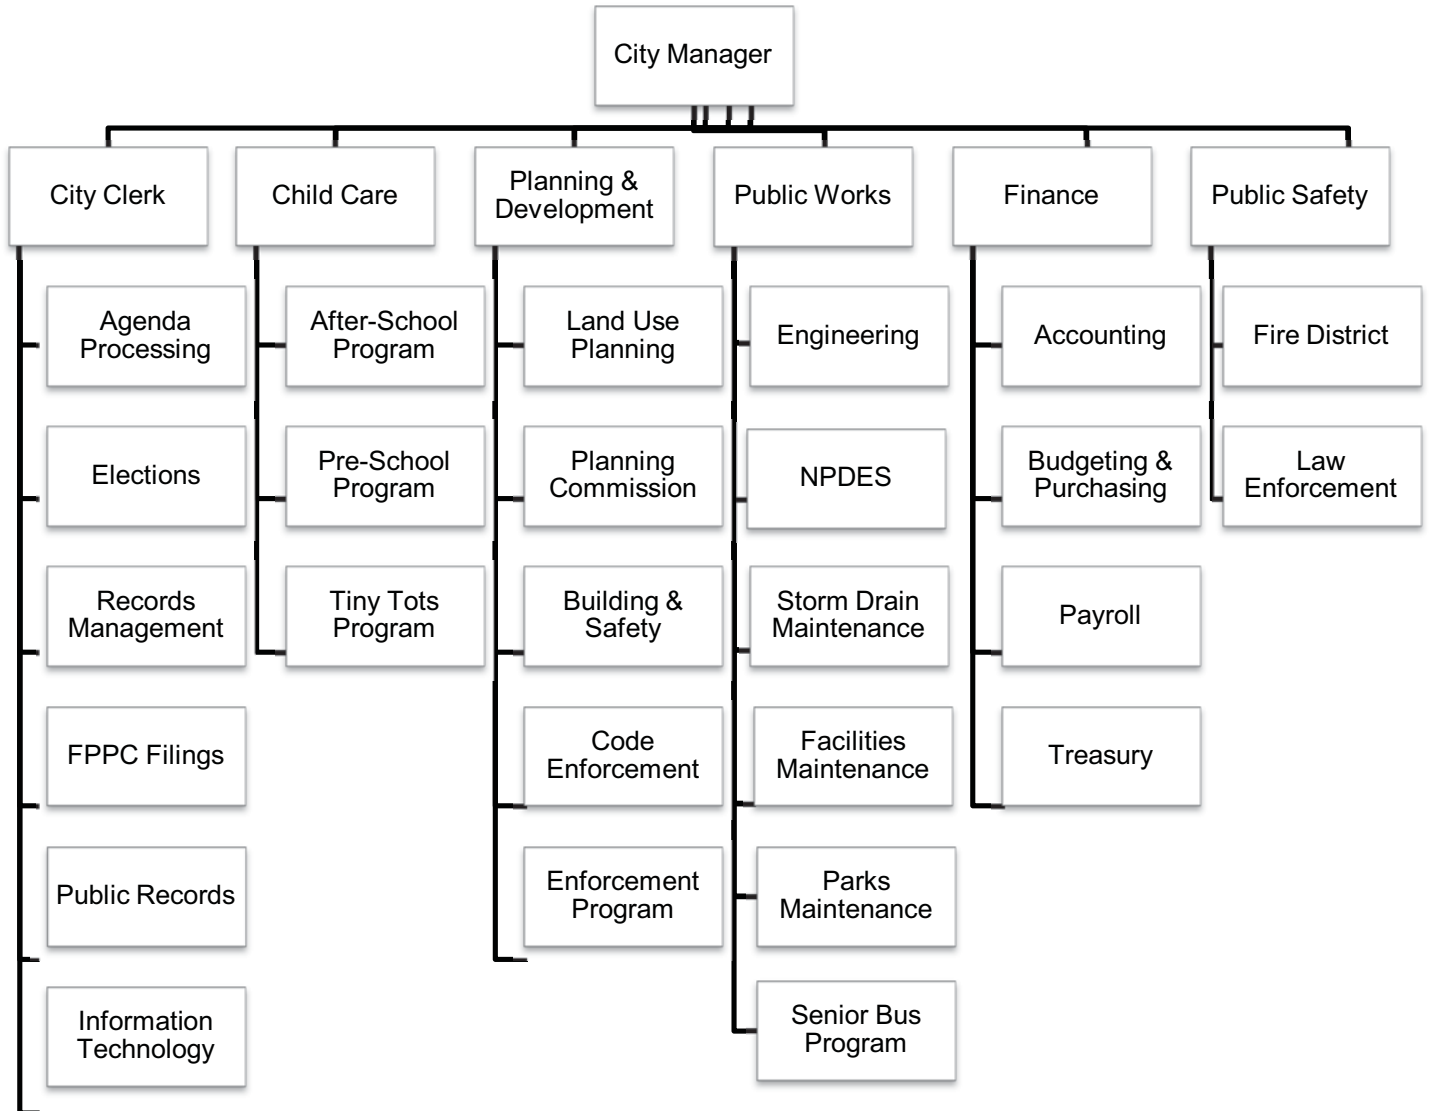 City Manager
City Clerk
Child Care
Planning &
Development
Public Works
Finance
Public Safety
Agenda
Processing
Elections
Records
Management
FPPC Filings
Public Records
Information
Technology
After-School
Program
Pre-School
Program
Tiny Tots
Program
Land Use
Planning
Planning
Commission
Building &
Safety
Code
Enforcement
Enforcement
Program
Engineering
NPDES
Storm Drain
Maintenance
Facilities
Maintenance
Parks
Maintenance
Senior Bus
Program
Accounting
Budgeting &
Purchasing
Payroll
Treasury
Fire District
Law
Enforcement